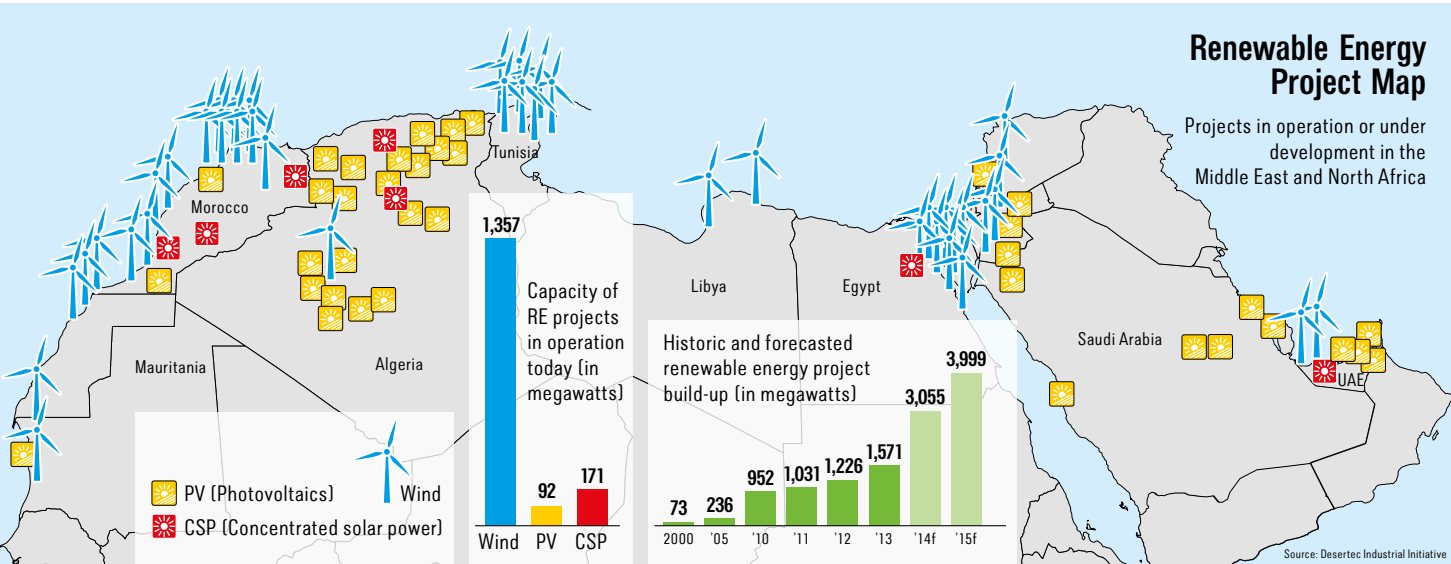 Renewable Energy
Project Map
Projects in operation or under
development in the
Middle East and North Africa
Tunisia
Morocco
Libya
Egypt
Saudi Arabia
Mauritania
Algeria
UAE
PV (Photovoltaics)
Wind
CSP (Concentrated solar power)
Capacity of
RE projects
in operation
today (in
megawatts)
1,357
92
171
Wind PV CSP
Historic and forecasted
renewable energy project
build-up (in megawatts)
73 236 952 1,031 1,226 1,571 3,055 3,999
2000 '05 '10 '11 '12 '13 '14f '15f
Source: Desertec Industrial Initiative